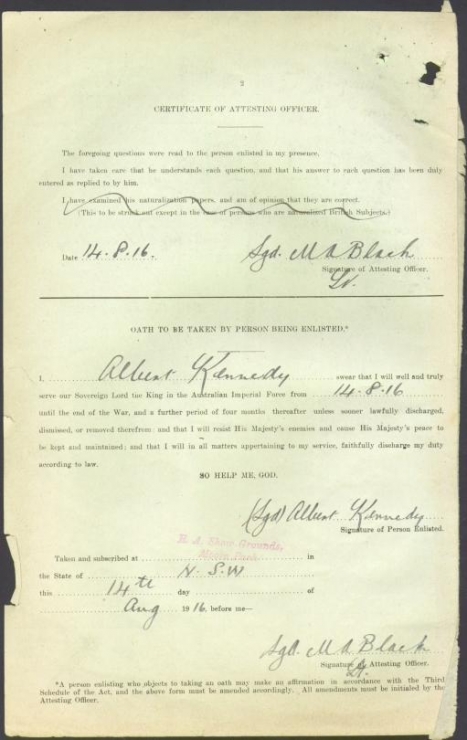 2
CERTIFICATE OF ATTESTING OFFICER.
The foregoing questions were read to the person enlisted in my presence.
I have taken care that he understands each question, and that his answer to each question has been duly
entered as replied to by him.
I have examined his naturalization papers, and am of opinion that they are correct.
(This to be struck out except in the case of persons who are naturalized British Subjects.)
Date 14.8.16. Sgd. M A Black
Signature of Attesting Officer.
Lt.
OATH TO BE TAKEN BY PERSON BEING ENLISTED.*
I, Albert Kennedy swear that I will well and truly
serve our Sovereign Lord the King in the Australian Imperial Force from 14-8-16
until the end of the War, and a further period of four months thereafter unless sooner lawfully discharged,
dismissed, or removed therefrom; and that I will resist His Majesty's enemies and cause His Majesty's peace to
be kept and maintained; and that I will in all matters appertaining to my service, faithfully discharge my duty
according to law.
SO HELP ME, GOD.
(Sgd) Albert Kennedy
Signature of Person Enlisted.
R. A. Show Grounds,
Moore Park.
Taken and subscribed at in
the State of N.S.W
this 14th day of
Aug 1916 before me—
Sgd. M A Black
Signature of Attesting Officer.
Lt.
*A person enlisting who objects to taking an oath may make an affirmation in accordance with the Third
Schedule of the Act, and the above form must be amended accordingly. All amendments must be initialed by the
Attesting Officer.